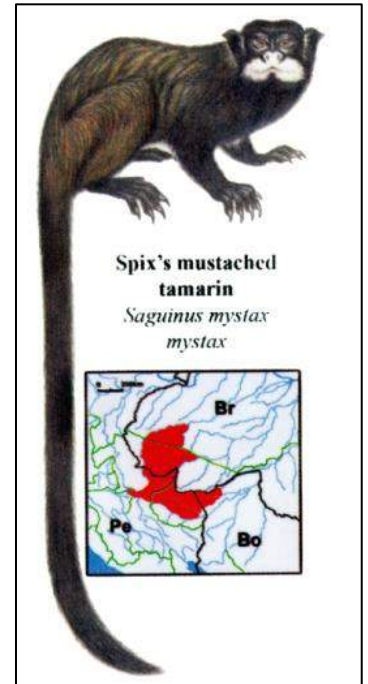 Spix's mustached
tamarin
Saguinus mystax
mystax
Br
Pe
Bo